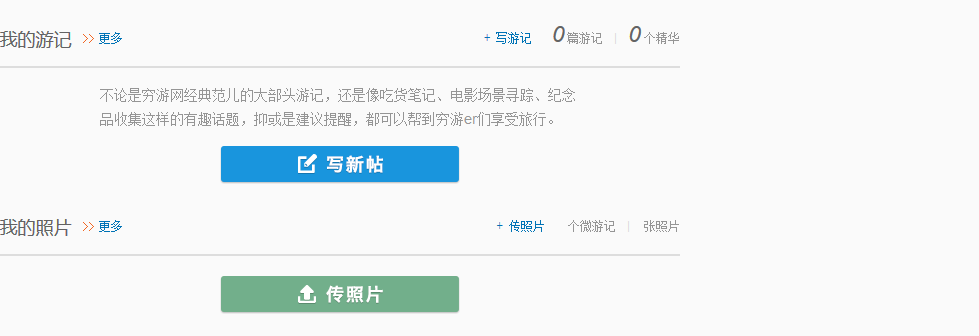 我的游记 >> 更多 + 写游记 0篇游记 | 0个精华
不论是穷游网经典范儿的大部头游记，还是像吃货笔记、电影场景寻踪、纪念
品收集这样的有趣话题，抑或是建议提醒，都可以帮到穷游er们享受旅行。
写新帖
我的照片 >> 更多 + 传照片 个微游记 | 张照片
传照片